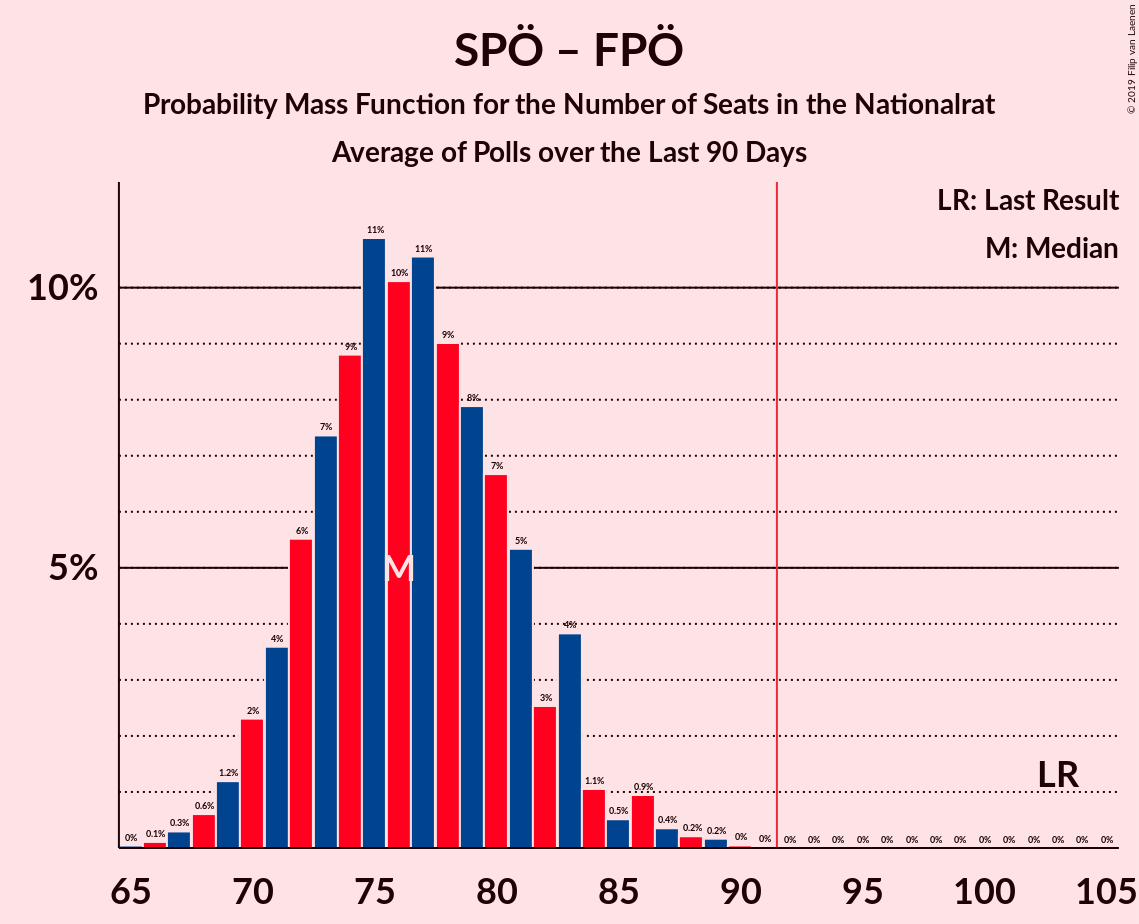 SPÖ – FPÖ
Probability Mass Function for the Number of Seats in the Nationalrat
Average of Polls over the Last 90 Days
© 2019 Filip van Laenen
LR: Last Result
M: Median
10%
5%
0% 0.1% 0.3% 0.6% 1.2% 2% 4% 6% 7% 9% 11% 10% 11% 9% 8% 7% 5% 3% 4% 1.1% 0.5% 0.9% 0.4% 0.2% 0.2% 0% 0% 0% 0% 0% 0% 0% 0% 0% 0% 0% 0% 0% 0% 0% 0%
M
LR
65 70 75 80 85 90 95 100 105